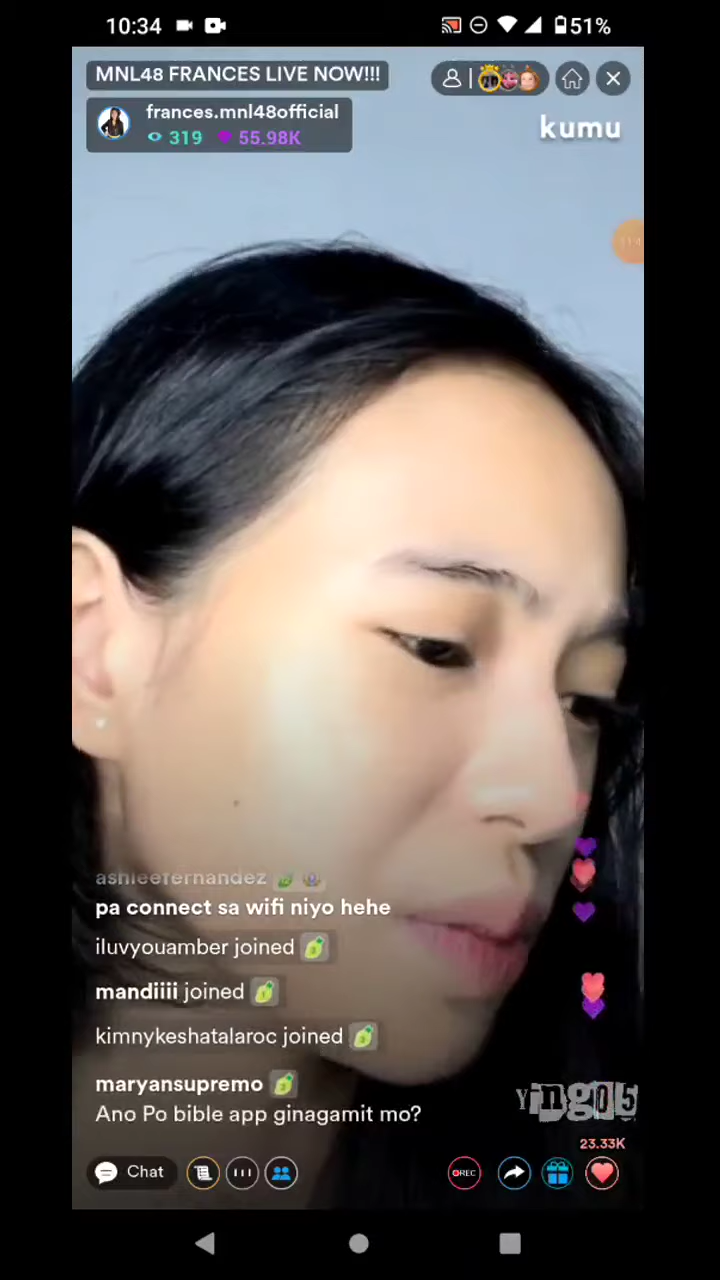 10:34
51%
MNL48 FRANCES LIVE NOW!!!
frances.mnl48official
319 55.98K
kumu
ashleefernandez
pa connect sa wifi niyo hehe
iluvyouamber joined
mandiiii joined
kimnykeshatalaroc joined
maryansupremo
Ano Po bible app ginagamit mo?
Ying05
23.33K
Chat
REC